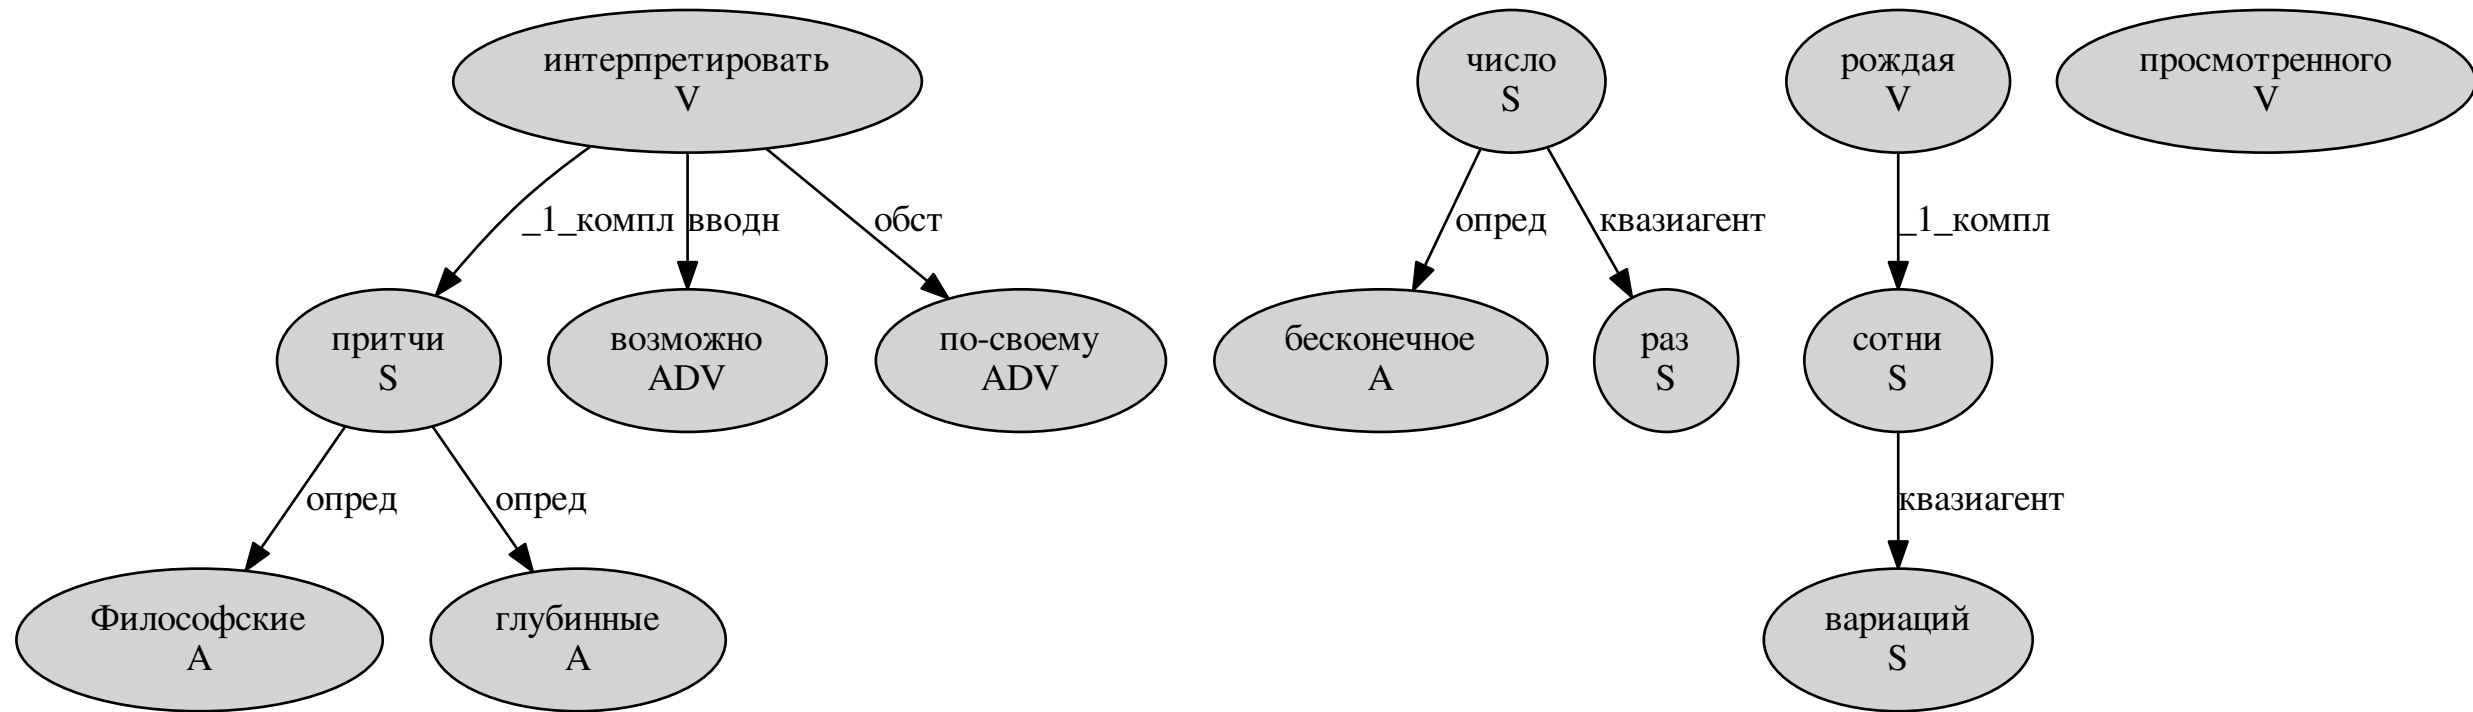 интерпретировать
V
число
S
рождая
V
просмотренного
V
_1_компл
вводн
обст
опред
квазиагент
_1_компл
притчи
S
возможно
ADV
по-своему
ADV
бесконечное
A
раз
S
сотни
S
опред
опред
квазиагент
Философские
A
глубинные
A
вариаций
S